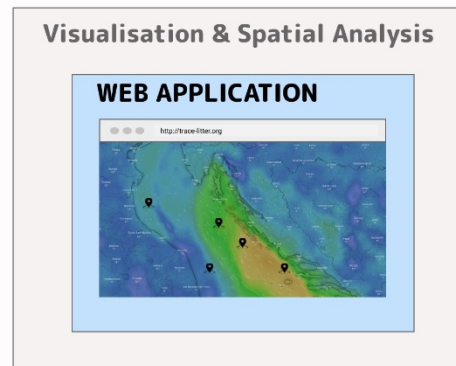 Visualisation & Spatial Analysis
WEB APPLICATION
http://trace-litter.org